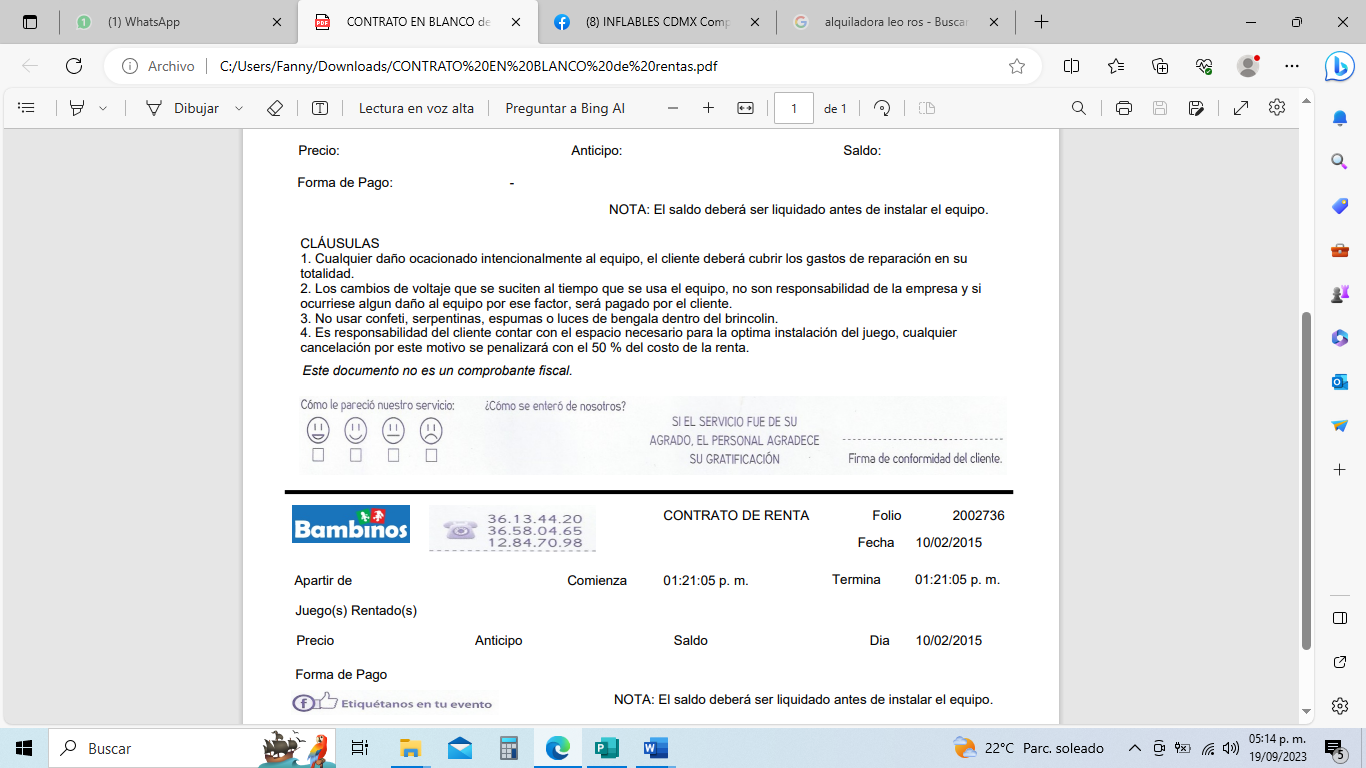 (1) WhatsApp
CONTRATO EN BLANCO de
(8) INFLABLES CDMX Comp
alquiladora leo ros - Buscar
Archivo
C:/Users/Fanny/Downloads/CONTRATO%20EN%20BLANCO%20de%20rentas.pdf
Dibujar
Lectura en voz alta
Preguntar a Bing AI
1
de 1
Precio: Anticipo: Saldo:
Forma de Pago: -
NOTA: El saldo deberá ser liquidado antes de instalar el equipo.
CLÁUSULAS
1. Cualquier daño ocacionado intencionalmente al equipo, el cliente deberá cubrir los gastos de reparación en su
totalidad.
2. Los cambios de voltaje que se suciten al tiempo que se usa el equipo, no son responsabilidad de la empresa y si
ocurriese algun daño al equipo por ese factor, será pagado por el cliente.
3. No usar confeti, serpentinas, espumas o luces de bengala dentro del brincolin.
4. Es responsabilidad del cliente contar con el espacio necesario para la optima instalación del juego, cualquier
cancelación por este motivo se penalizará con el 50 % del costo de la renta.
Este documento no es un comprobante fiscal.
Cómo le pareció nuestro servicio: ¿Cómo se enteró de nosotros?
SI EL SERVICIO FUE DE SU
AGRADO, EL PERSONAL AGRADECE
SU GRATIFICACIÓN
Firma de conformidad del cliente.
Bambinos
36.13.44.20
36.58.04.65
12.84.70.98
CONTRATO DE RENTA Folio 2002736
Fecha 10/02/2015
Apartir de Comienza 01:21:05 p. m. Termina 01:21:05 p. m.
Juego(s) Rentado(s)
Precio Anticipo Saldo Dia 10/02/2015
Forma de Pago
Etiquétanos en tu evento
NOTA: El saldo deberá ser liquidado antes de instalar el equipo.
Buscar
22°C Parc. soleado
05:14 p. m.
19/09/2023
5